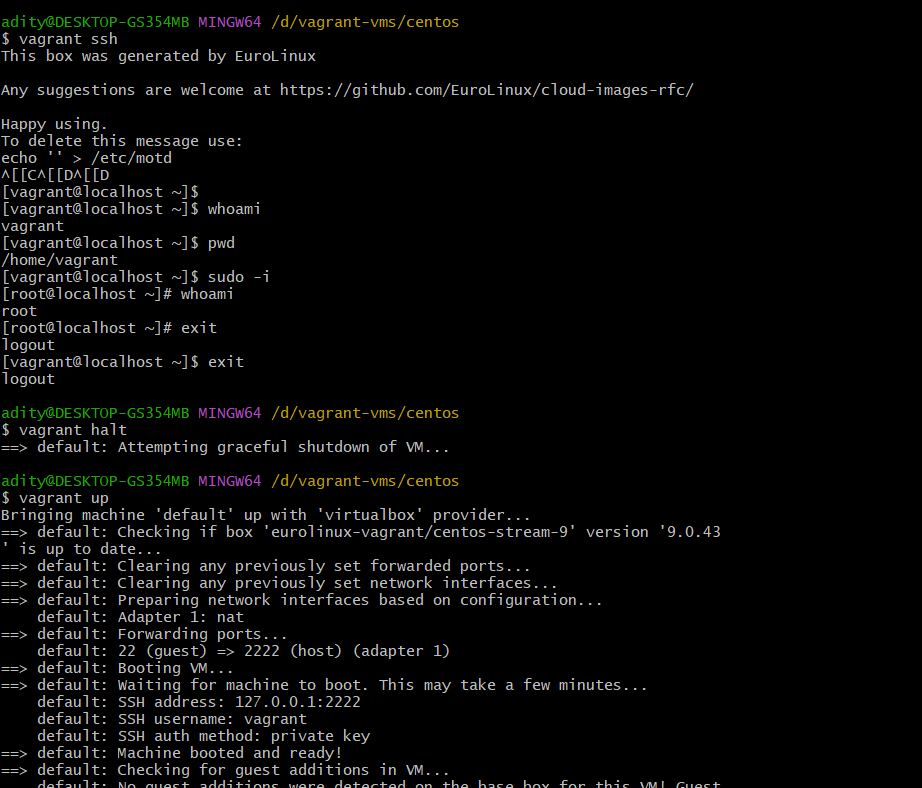 adity@DESKTOP-GS354MB MINGW64 /d/vagrant-vms/centos
$ vagrant ssh
This box was generated by EuroLinux
Any suggestions are welcome at https://github.com/EuroLinux/cloud-images-rfc/
Happy using.
To delete this message use:
echo '' > /etc/motd
^[[C^[[D^[[D
[vagrant@localhost ~]$
[vagrant@localhost ~]$ whoami
vagrant
[vagrant@localhost ~]$ pwd
/home/vagrant
[vagrant@localhost ~]$ sudo -i
[root@localhost ~]# whoami
root
[root@localhost ~]# exit
logout
[vagrant@localhost ~]$ exit
logout
adity@DESKTOP-GS354MB MINGW64 /d/vagrant-vms/centos
$ vagrant halt
==> default: Attempting graceful shutdown of VM...
adity@DESKTOP-GS354MB MINGW64 /d/vagrant-vms/centos
$ vagrant up
Bringing machine 'default' up with 'virtualbox' provider...
==> default: Checking if box 'eurolinux-vagrant/centos-stream-9' version '9.0.43
' is up to date...
==> default: Clearing any previously set forwarded ports...
==> default: Clearing any previously set network interfaces...
==> default: Preparing network interfaces based on configuration...
default: Adapter 1: nat
==> default: Forwarding ports...
default: 22 (guest) => 2222 (host) (adapter 1)
==> default: Booting VM...
==> default: Waiting for machine to boot. This may take a few minutes...
default: SSH address: 127.0.0.1:2222
default: SSH username: vagrant
default: SSH auth method: private key
==> default: Machine booted and ready!
==> default: Checking for guest additions in VM...
default: No guest additions were detected on the base box for this VM! Guest